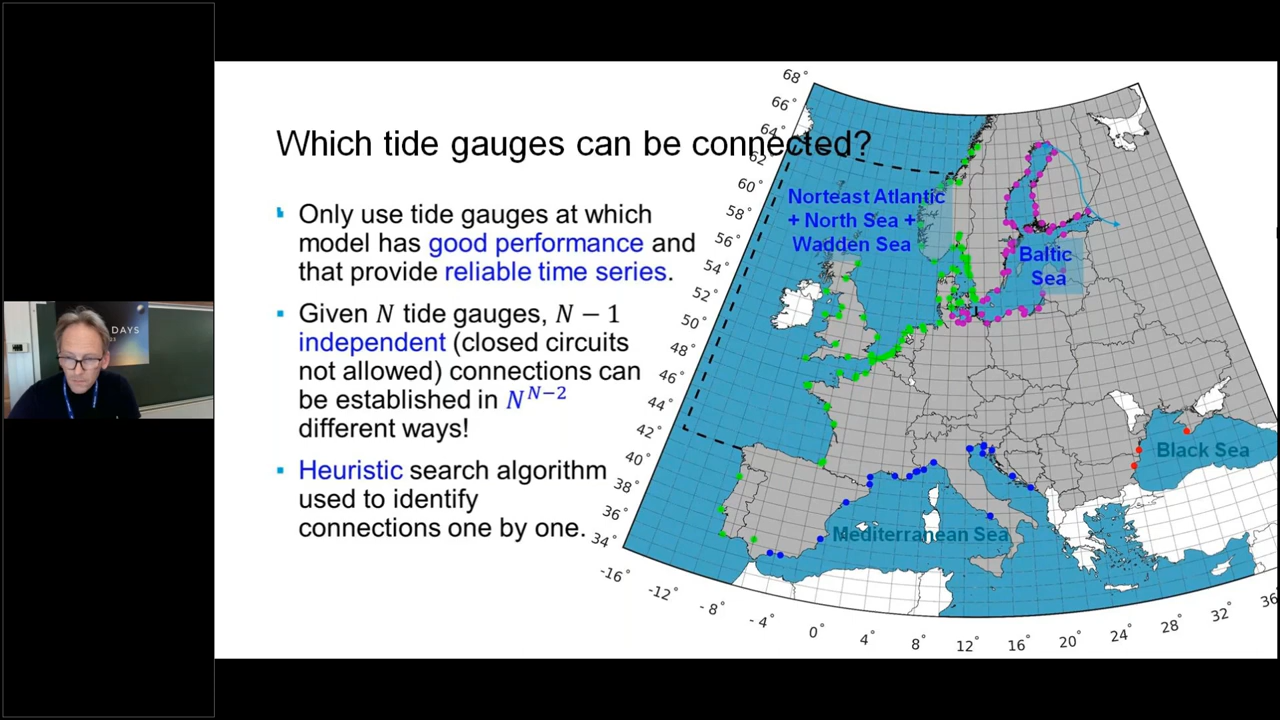 Which tide gauges can be connected?
Only use tide gauges at which
model has good performance and
that provide reliable time series.
Given N tide gauges, N − 1
independent (closed circuits
not allowed) connections can
be established in N^{N−2}
different ways!
Heuristic search algorithm
used to identify
connections one by one.
68°
66°
64°
62°
60°
58°
56°
54°
52°
50°
48°
46°
44°
42°
40°
38°
36°
34°
-16°
-12°
-8°
-4°
0°
4°
8°
12°
16°
20°
24°
28°
32°
36
Norteast Atlantic
+ North Sea +
Wadden Sea
Baltic
Sea
Black Sea
Mediterranean Sea
DAYS